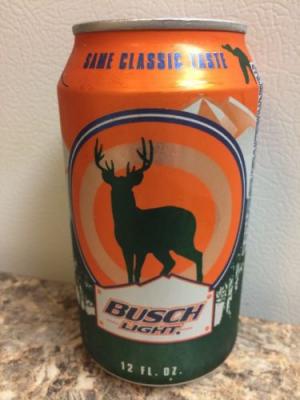 SAME CLASSIC TASTE
BUSCH
LIGHT.
12 FL. OZ.